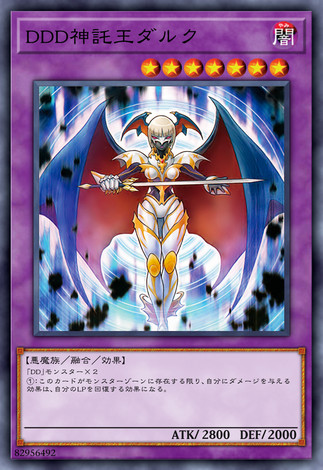 DDD神託王ダルク
やみ
闇
【悪魔族／融合／効果】
「DD」モンスター×2
①:このカードがモンスターゾーンに存在する限り、自分にダメージを与える
効果は、自分のLPを回復する効果になる。
ATK/ 2800 DEF/2000
82956492